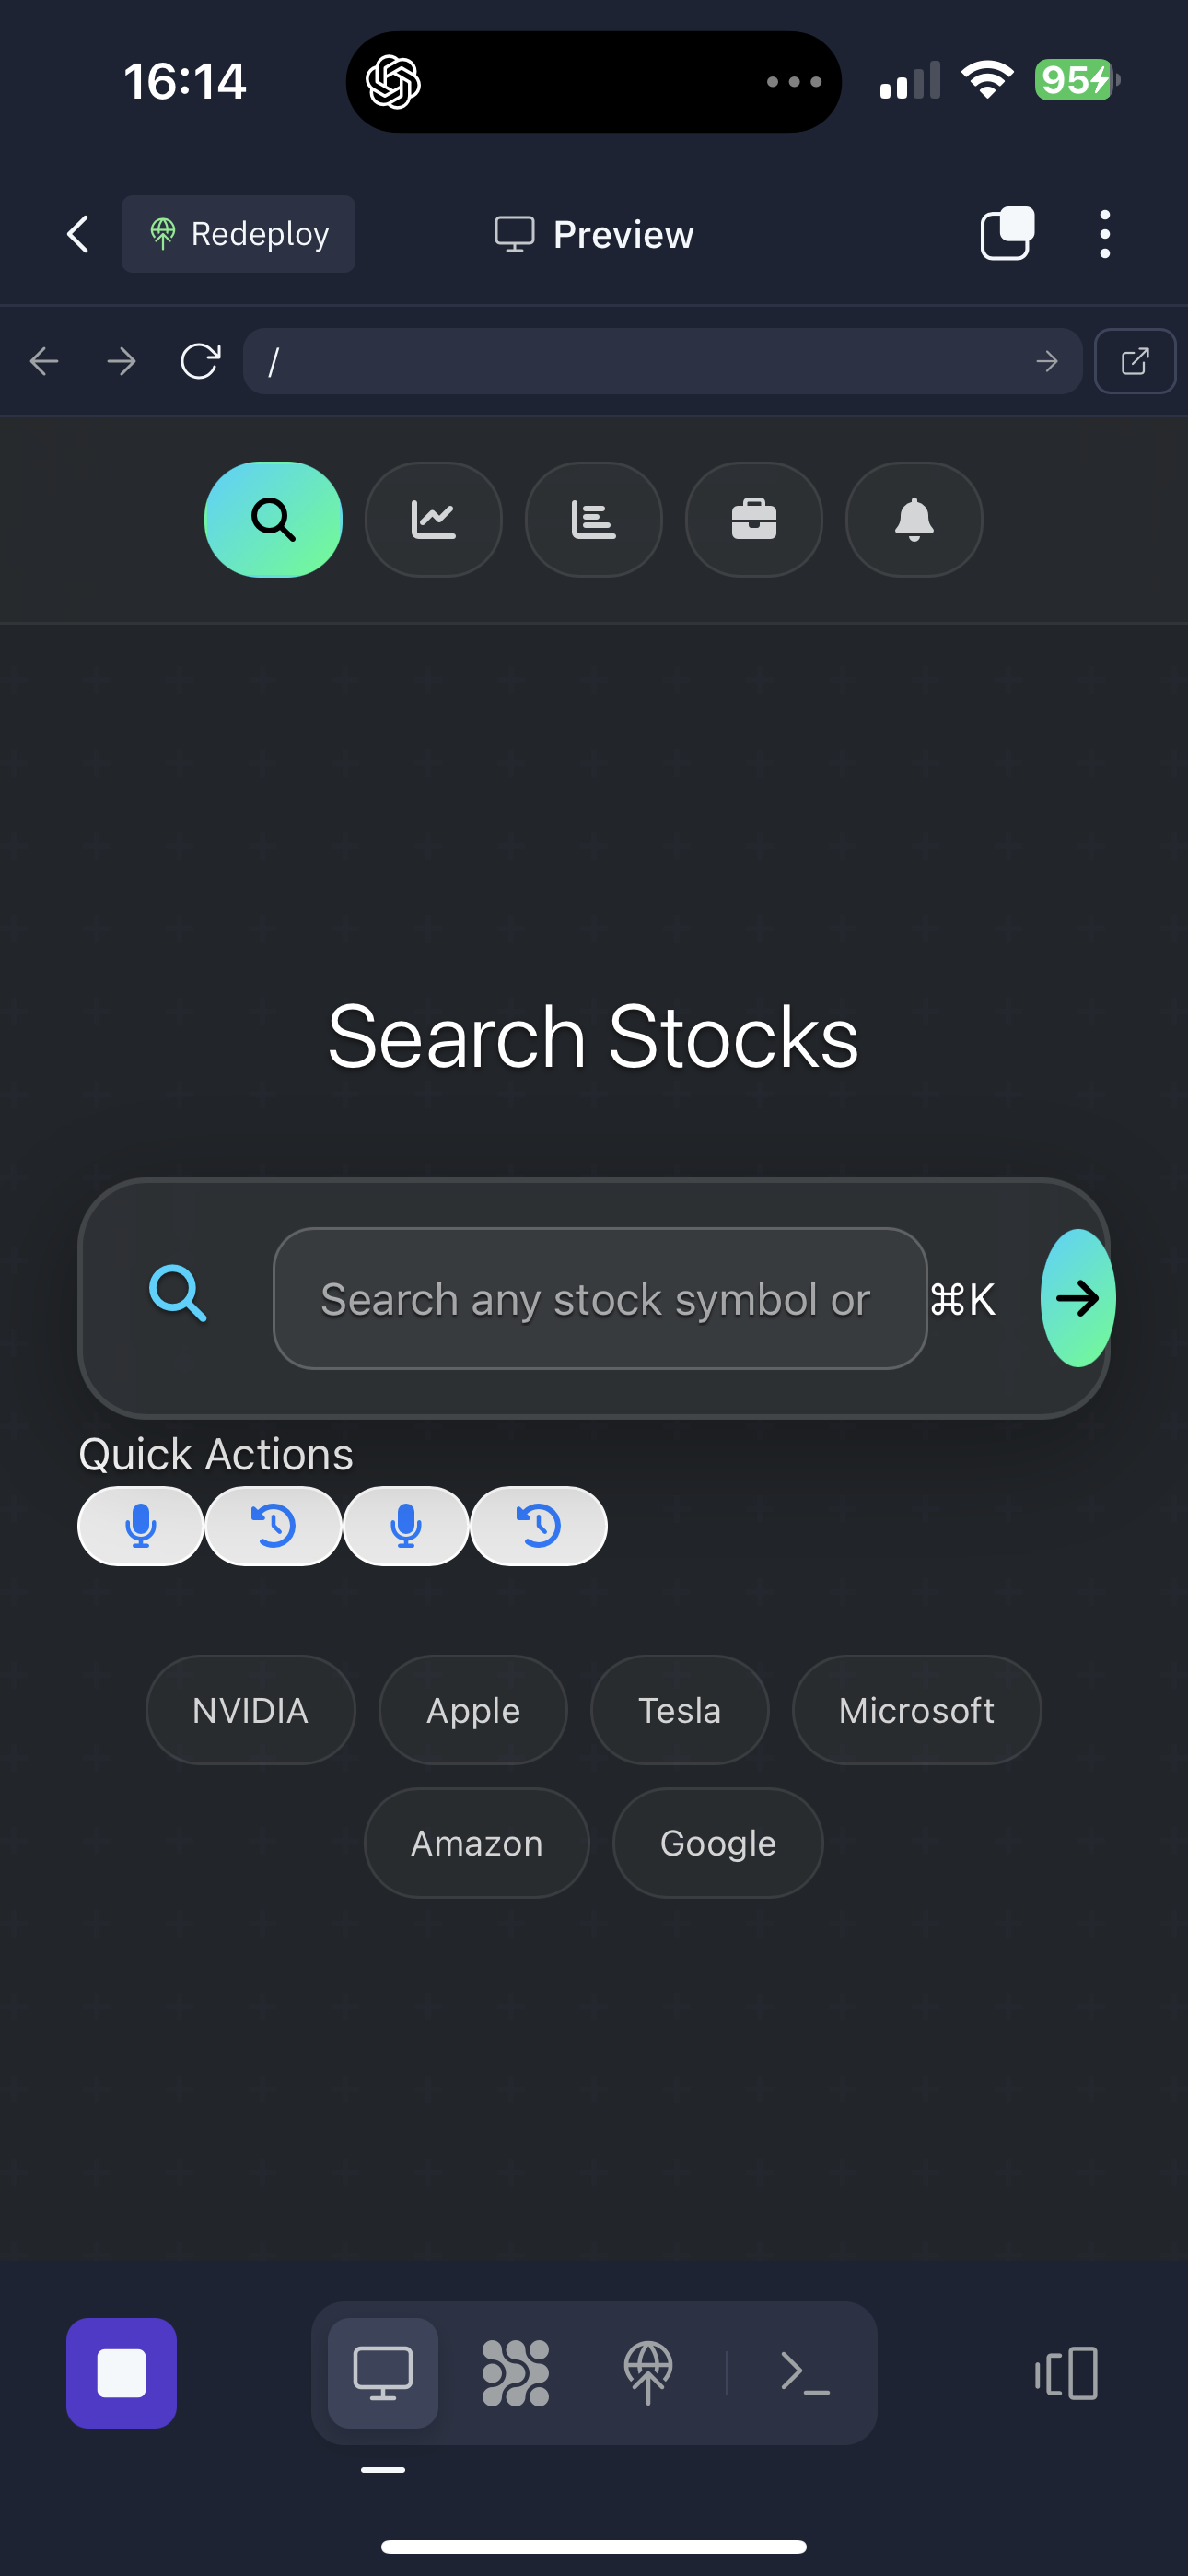 16:14
95
Redeploy
Preview
/
Search Stocks
Search any stock symbol or
⌘K
Quick Actions
NVIDIA
Apple
Tesla
Microsoft
Amazon
Google